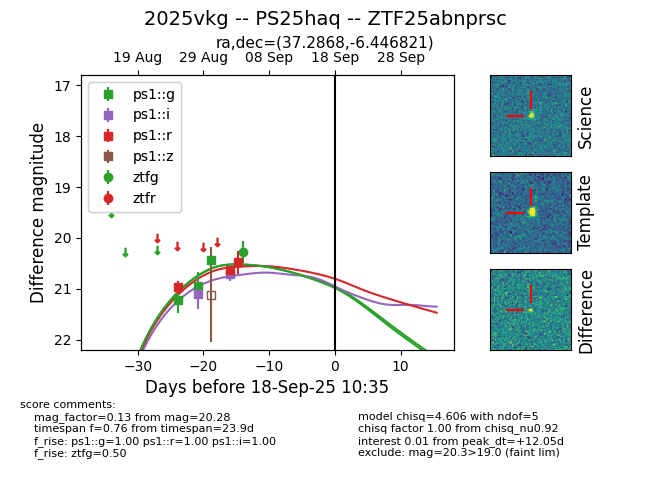 2025vkg -- PS25haq -- ZTF25abnprsc
ra,dec=(37.2868,-6.446821)
19 Aug 29 Aug 08 Sep 18 Sep 28 Sep
17
18
19
20
21
22
Difference magnitude
ps1::g
ps1::i
ps1::r
ps1::z
ztfg
ztfr
−30 −20 −10 0 10
Days before 18-Sep-25 10:35
Science
Template
Difference
score comments:
mag_factor=0.13 from mag=20.28
timespan f=0.76 from timespan=23.9d
f_rise: ps1::g=1.00 ps1::r=1.00 ps1::i=1.00
f_rise: ztfg=0.50
model chisq=4.606 with ndof=5
chisq factor 1.00 from chisq_nu0.92
interest 0.01 from peak_dt=+12.05d
exclude: mag=20.3>19.0 (faint lim)